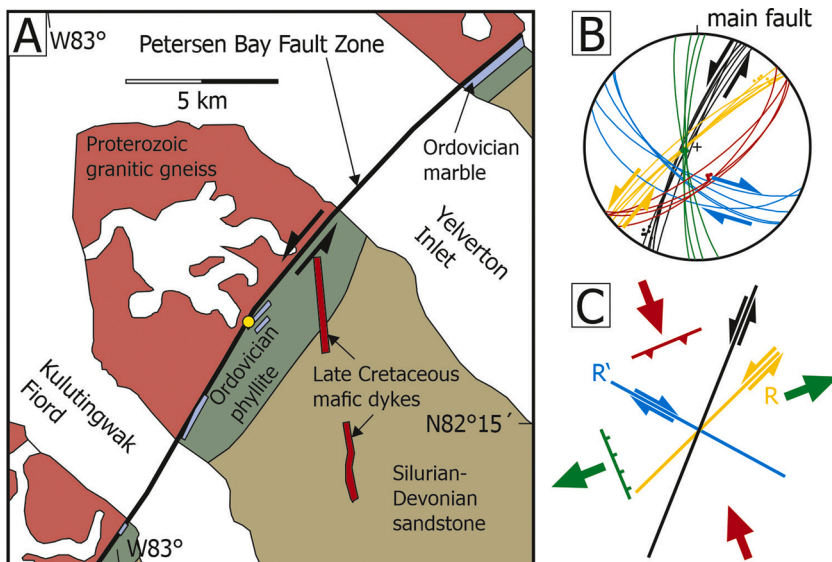 A
W83°
Petersen Bay Fault Zone
5 km
Proterozoic
granitic gneiss
Ordovician
marble
Yelverton
Inlet
Ordovician
phyllite
Kulutingwak
Fiord
Late Cretaceous
mafic dykes
N82°15´
Silurian-
Devonian
sandstone
W83°
B
main fault
+
C
R‘
R